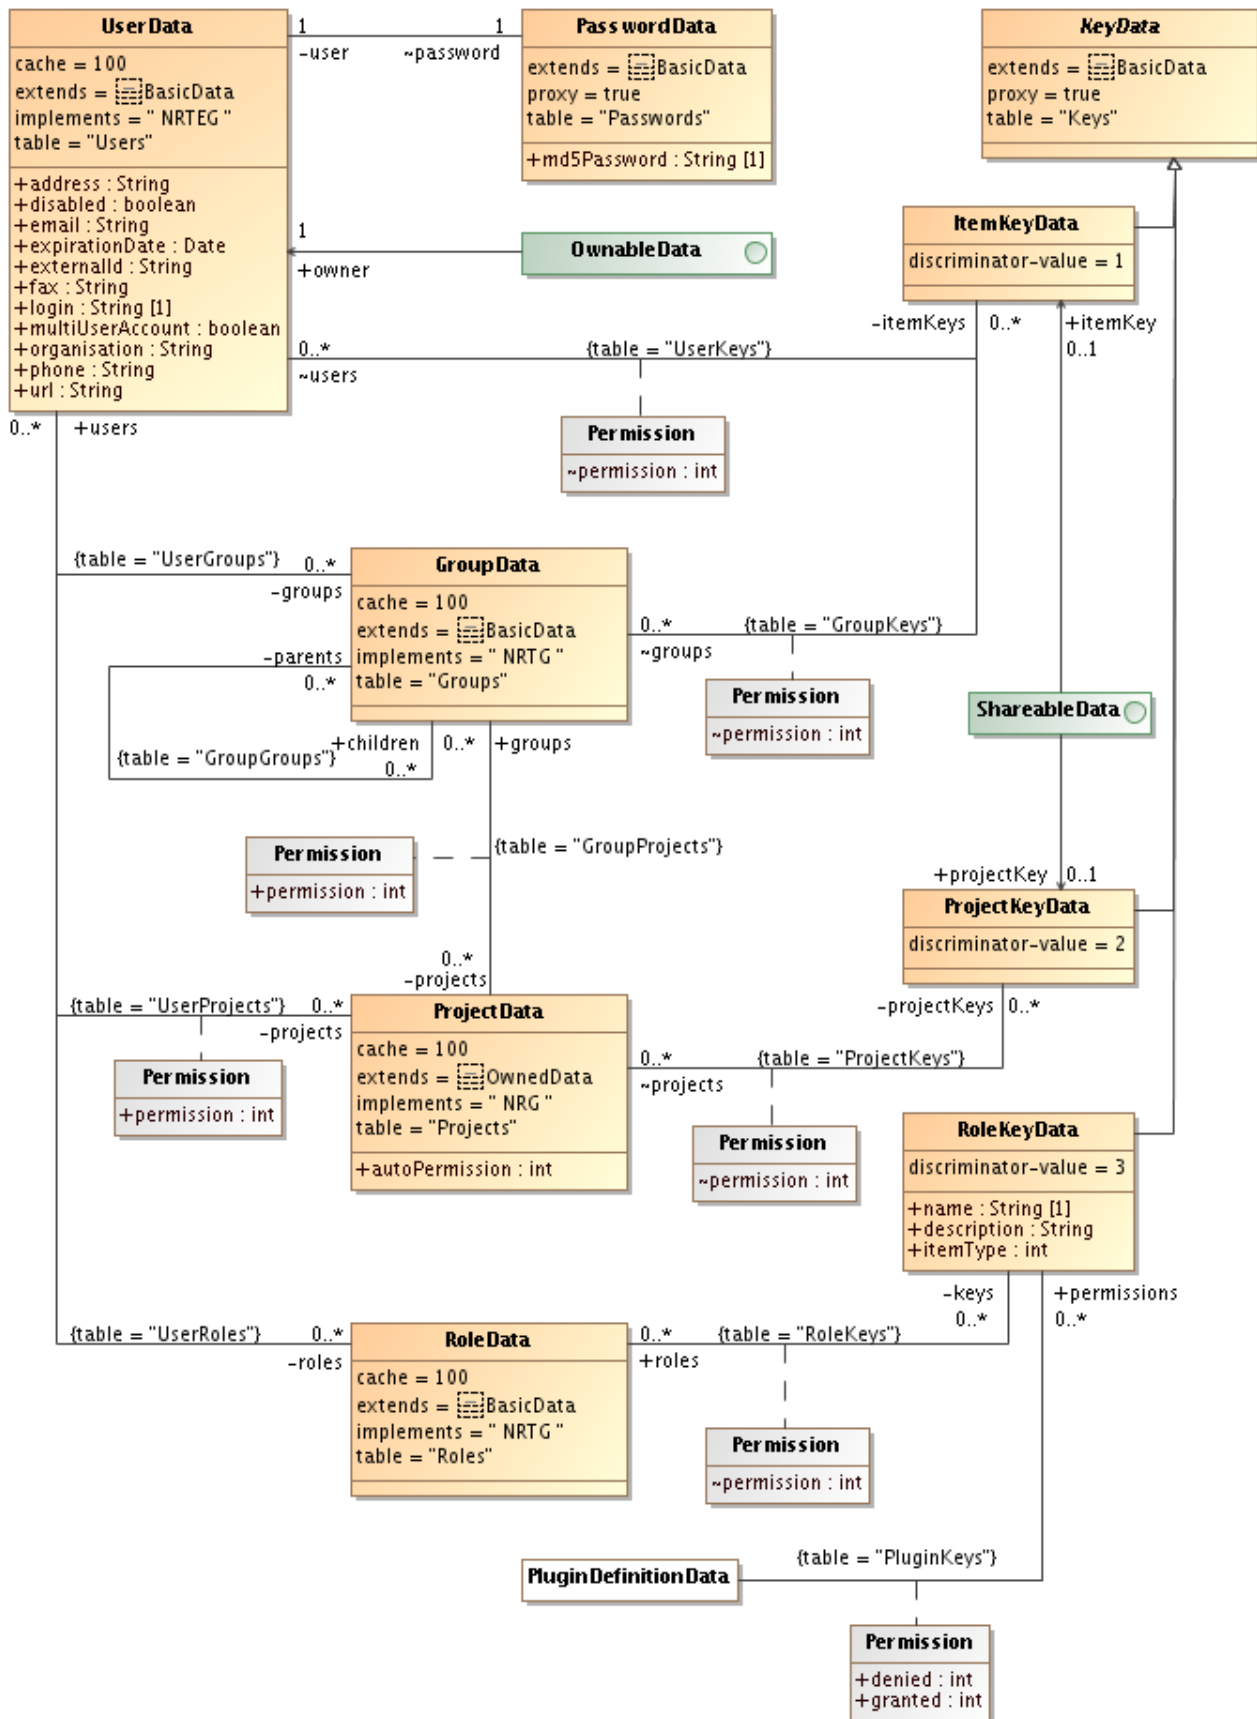 UserData
cache = 100
extends = BasicData
implements = " NRTEG "
table = "Users"
+address : String
+disabled : boolean
+email : String
+expirationDate : Date
+externalId : String
+fax : String
+login : String [1]
+multiUserAccount : boolean
+organisation : String
+phone : String
+url : String
1
-user
1
~password
PasswordData
extends = BasicData
proxy = true
table = "Passwords"
+md5Password : String [1]
KeyData
extends = BasicData
proxy = true
table = "Keys"
1
+owner
OwnableData
ItemKeyData
discriminator-value = 1
-itemKeys
0..*
+itemKey
0..1
0..*
~users
{table = "UserKeys"}
Permission
~permission : int
0..*
+users
{table = "UserGroups"}
0..*
-groups
GroupData
cache = 100
extends = BasicData
implements = " NRTG "
table = "Groups"
-parents
0..*
+children
0..*
{table = "GroupGroups"}
0..*
+groups
0..*
~groups
{table = "GroupKeys"}
Permission
~permission : int
ShareableData
Permission
+permission : int
{table = "GroupProjects"}
+projectKey
0..1
ProjectKeyData
discriminator-value = 2
-projectKeys
0..*
0..*
-projects
{table = "UserProjects"}
0..*
-projects
Permission
+permission : int
ProjectData
cache = 100
extends = OwnedData
implements = " NRG "
table = "Projects"
+autoPermission : int
0..*
~projects
{table = "ProjectKeys"}
Permission
~permission : int
RoleKeyData
discriminator-value = 3
+name : String [1]
+description : String
+itemType : int
-keys
0..*
+permissions
0..*
{table = "UserRoles"}
0..*
-roles
RoleData
cache = 100
extends = BasicData
implements = " NRTG "
table = "Roles"
0..*
+roles
{table = "RoleKeys"}
Permission
~permission : int
PluginDefinitionData
{table = "PluginKeys"}
Permission
+denied : int
+granted : int